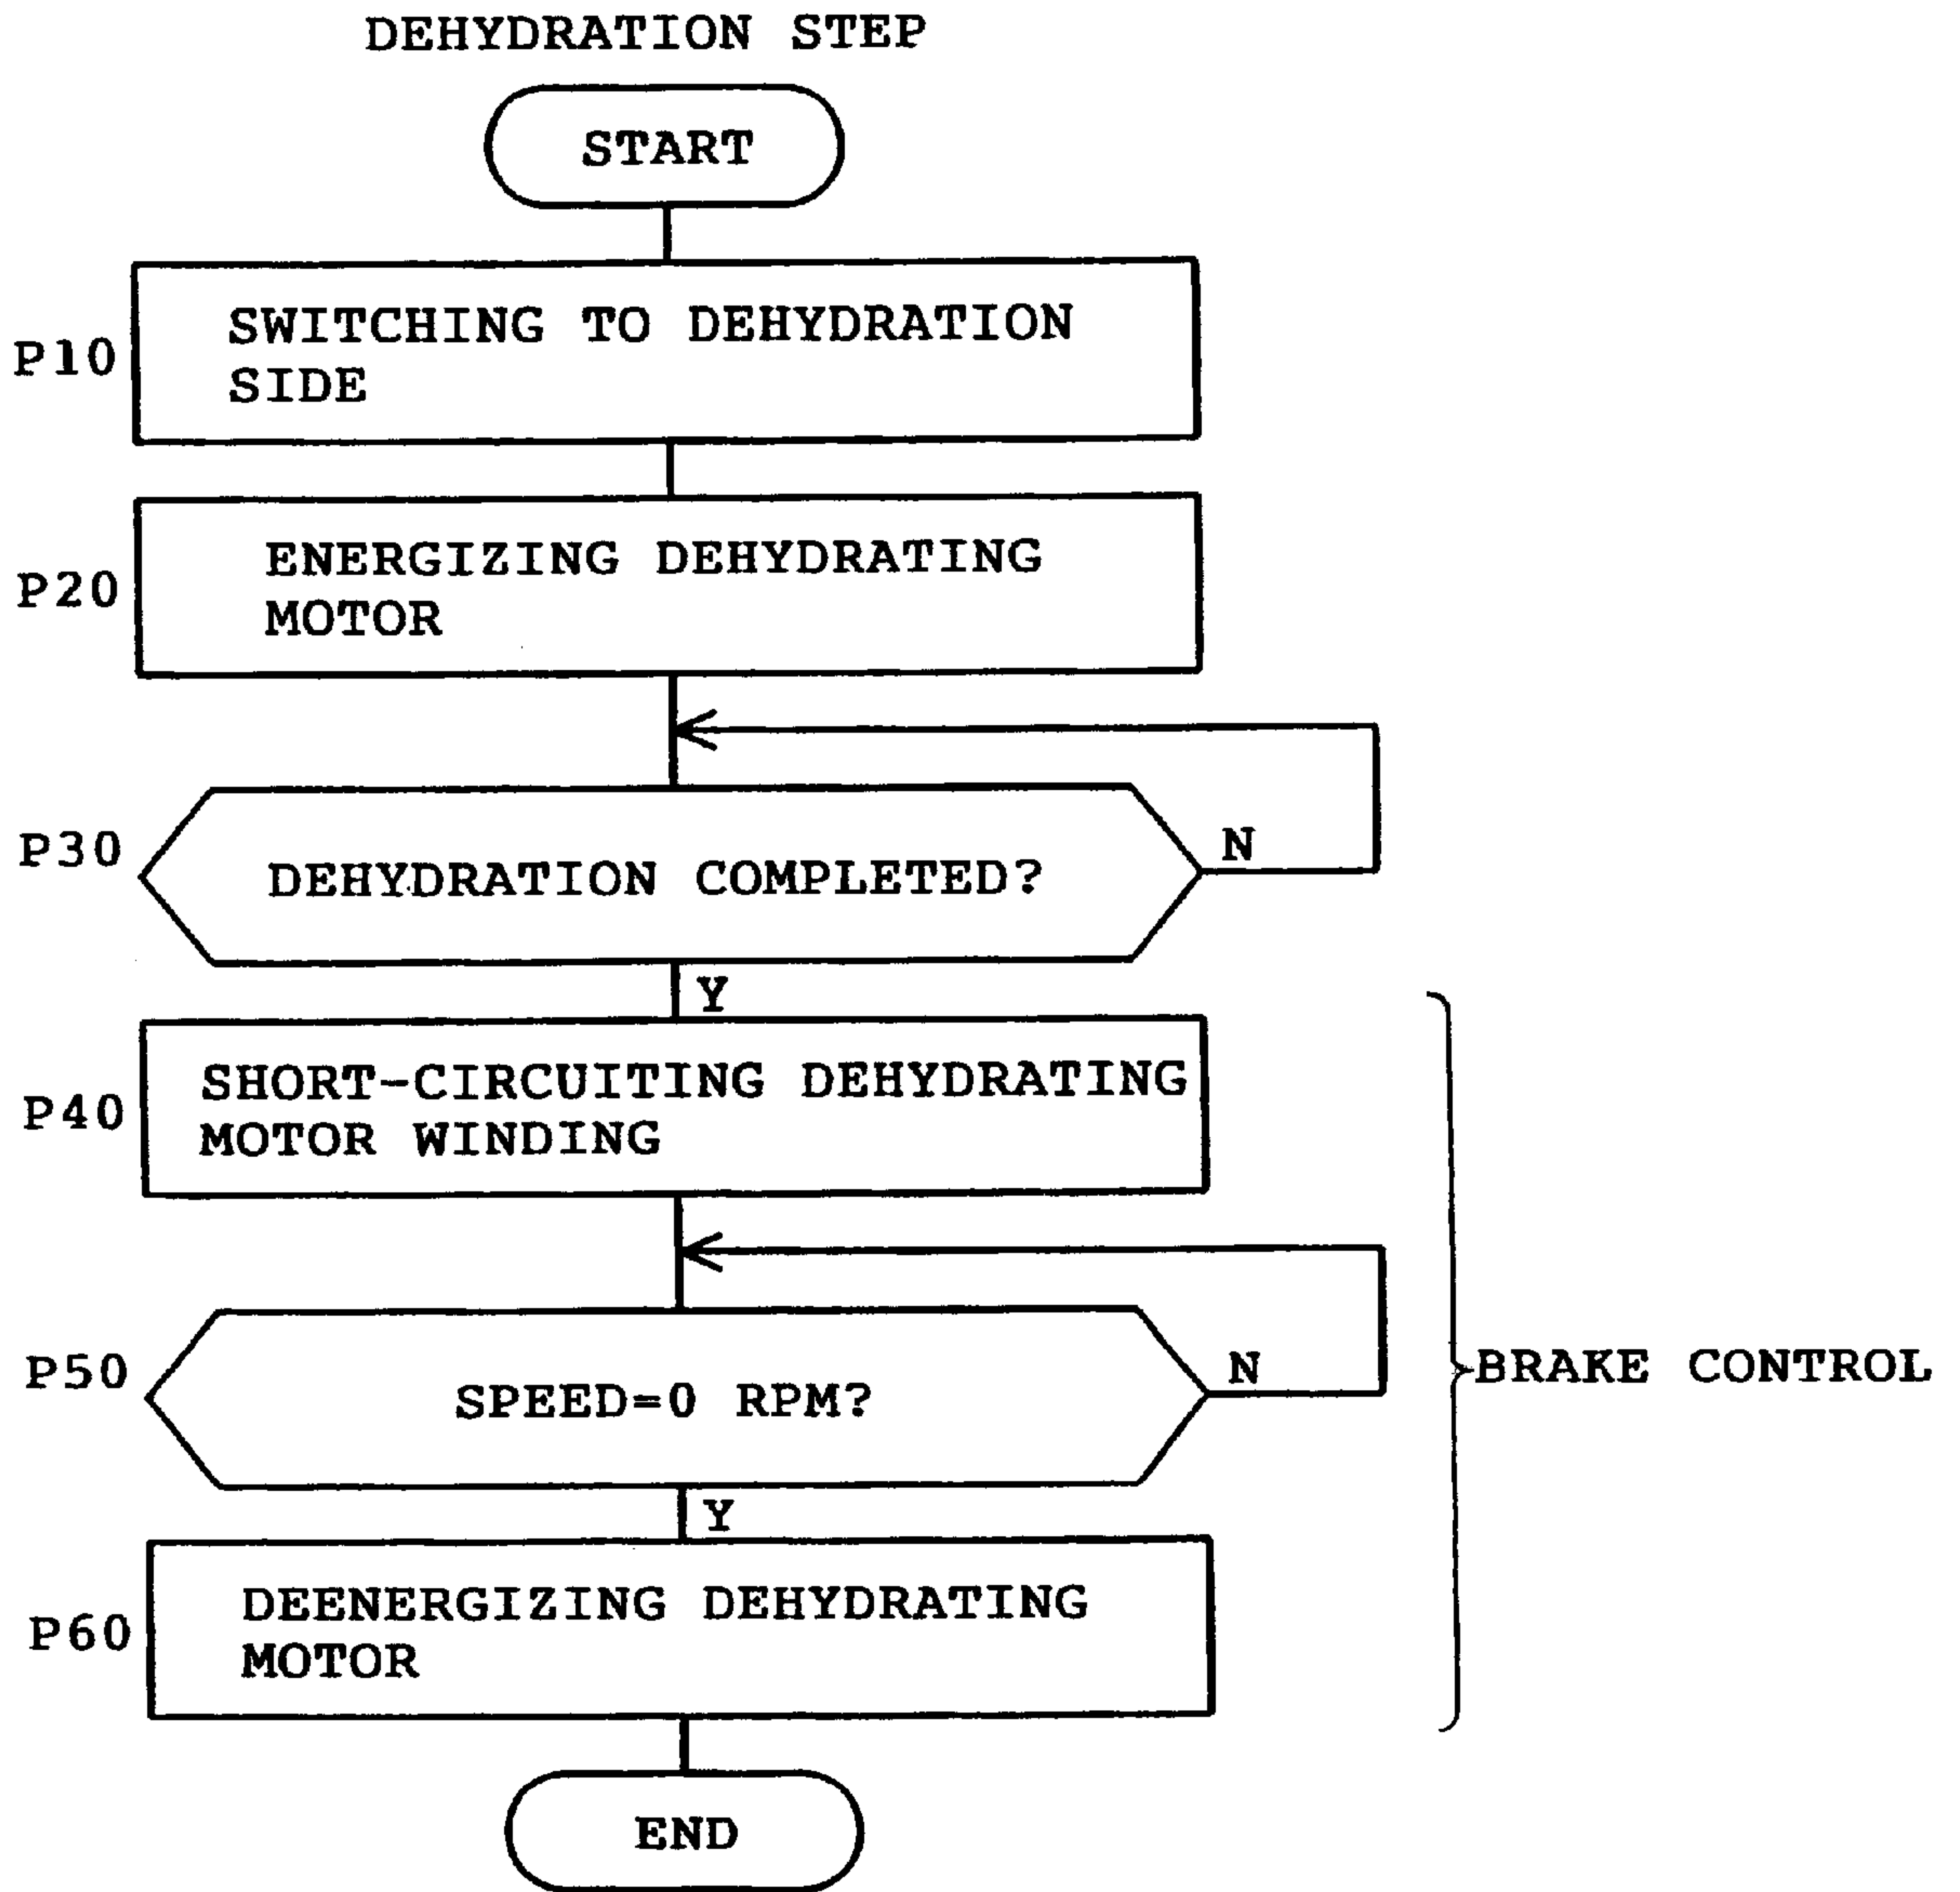 DEHYDRATION STEP
START
P10
SWITCHING TO DEHYDRATION
SIDE
P20
ENERGIZING DEHYDRATING
MOTOR
P30
DEHYDRATION COMPLETED?
N
Y
P40
SHORT-CIRCUITING DEHYDRATING
MOTOR WINDING
P50
SPEED=0 RPM?
N
BRAKE CONTROL
Y
P60
DEENERGIZING DEHYDRATING
MOTOR
END